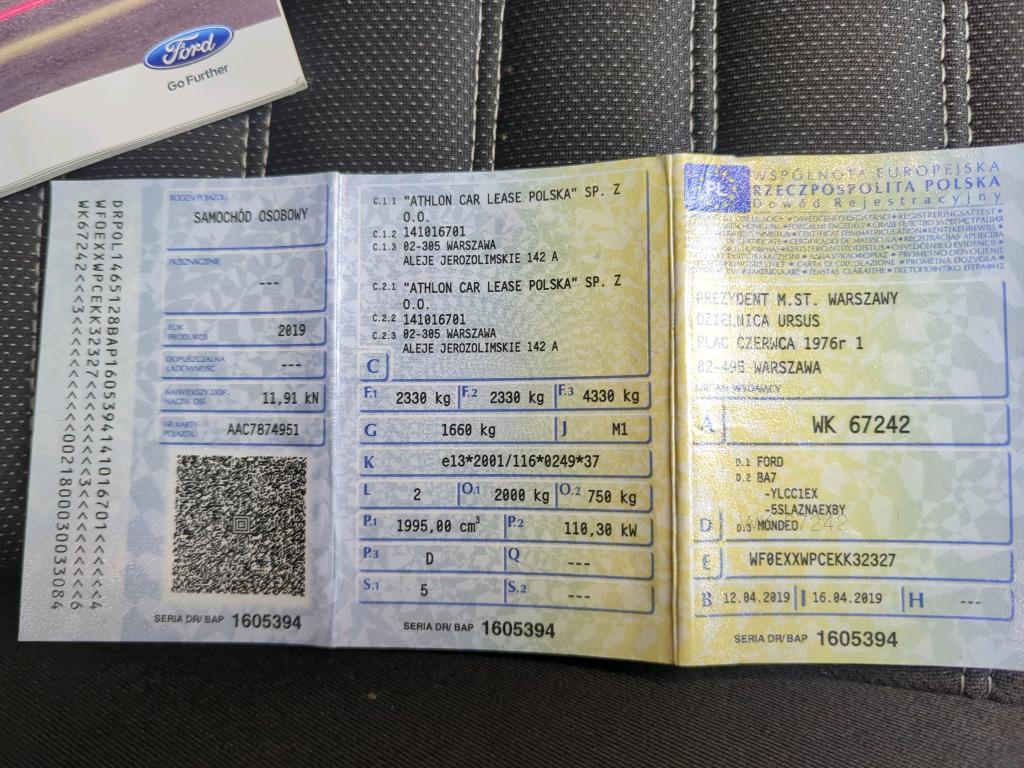 Ford
Go Further
DRPOL1465128BAP1605394141016701<<<<<4
RODZAJ POJAZDU
SAMOCHÓD OSOBOWY
PRZEZNACZENIE
---
ROK
PRODUKCJI
2019
DOPUSZCZALNA
ŁADOWNOŚĆ
---
NAJWIĘKSZY DOP.
NACISK OSI
11,91 kN
NR KARTY
POJAZDU
AAC7874951
SERIA DR/ BAP 1605394
C.1.1 "ATHLON CAR LEASE POLSKA" SP. Z
O.O.
C.1.2 141016701
C.1.3 02-305 WARSZAWA
ALEJE JEROZOLIMSKIE 142 A
C.2.1 "ATHLON CAR LEASE POLSKA" SP. Z
O.O.
C.2.2 141016701
C.2.3 02-305 WARSZAWA
ALEJE JEROZOLIMSKIE 142 A
C
F.1 2330 kg F.2 2330 kg F.3 4330 kg
G 1660 kg J M1
K e13*2001/116*0249*37
L 2 O.1 2000 kg O.2 750 kg
P.1 1995,00 cm³ P.2 110,30 kW
P.3 D Q ---
S.1 5 S.2 ---
SERIA DR/ BAP 1605394
PL
WSPÓLNOTA EUROPEJSKA
RZECZPOSPOLITA POLSKA
Dowód Rejestracyjny
PREZYDENT M.ST. WARSZAWY
DZIELNICA URSUS
PLAC CZERWCA 1976r 1
02-495 WARSZAWA
ORGAN WYDAJĄCY
A WK 67242
D.1 FORD
D.2 BA7
-YLCC1EX
-5SLAZNAEXBY
D D.3 MONDEO
E WF0EXXWPCEKK32327
B 12.04.2019 I 16.04.2019 H ---
SERIA DR/ BAP 1605394